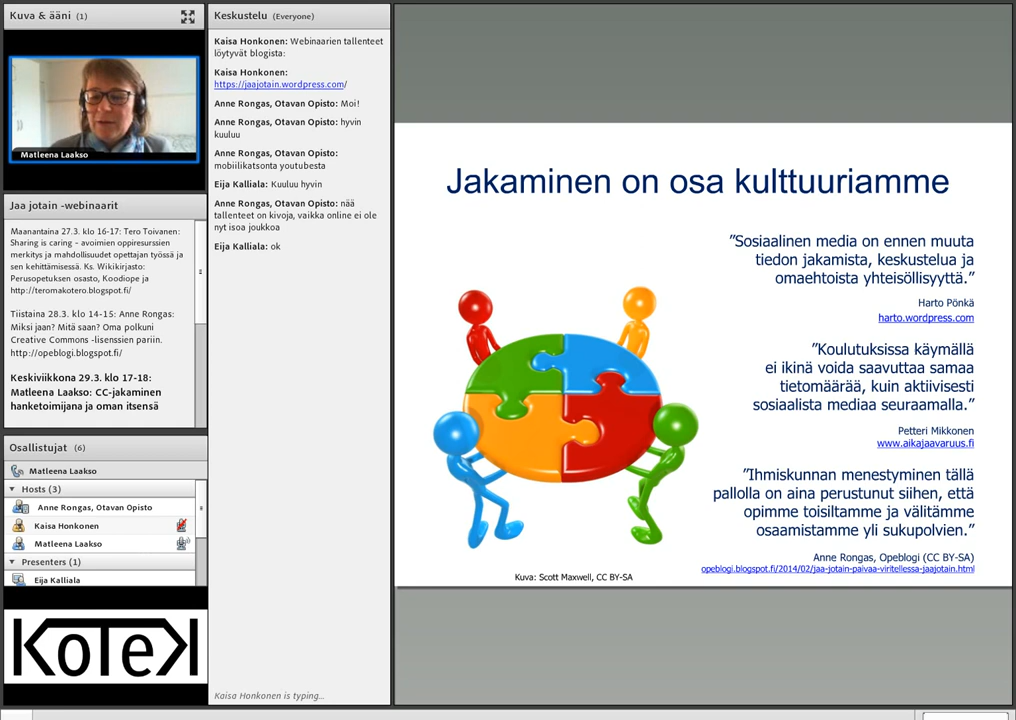 Kuva & ääni (1)
Matleena Laakso
Jaa jotain -webinaarit
Maanantaina 27.3. klo 16-17: Tero Toivanen:
Sharing is caring – avoimien oppiresurssien
merkitys ja mahdollisuudet opettajan työssä ja
sen kehittämisessä. Ks. Wikikirjasto:
Perusopetuksen osasto, Koodiope ja
http://teromakotero.blogspot.fi/
Tiistaina 28.3. klo 14-15: Anne Rongas:
Miksi jaan? Mitä saan? Oma polkuni
Creative Commons -lisenssien pariin.
http://opeblogi.blogspot.fi/
Keskiviikkona 29.3. klo 17-18:
Matleena Laakso: CC-jakaminen
hanketoimijana ja oman itsensä
Osallistujat (6)
Matleena Laakso
Hosts (3)
Anne Rongas, Otavan Opisto
Kaisa Honkonen
Matleena Laakso
Presenters (1)
Eija Kalliala
KoTeK
Keskustelu (Everyone)
Kaisa Honkonen: Webinaarien tallenteet
löytyvät blogista:
Kaisa Honkonen:
https://jaajotain.wordpress.com/
Anne Rongas, Otavan Opisto: Moi!
Anne Rongas, Otavan Opisto: hyvin
kuuluu
Anne Rongas, Otavan Opisto:
mobiilikatsonta youtubesta
Eija Kalliala: Kuuluu hyvin
Anne Rongas, Otavan Opisto: nää
tallenteet on kivoja, vaikka online ei ole
nyt isoa joukkoa
Eija Kalliala: ok
Kaisa Honkonen is typing...
Jakaminen on osa kulttuuriamme
”Sosiaalinen media on ennen muuta
tiedon jakamista, keskustelua ja
omaehtoista yhteisöllisyyttä.”
Harto Pönkä
harto.wordpress.com
”Koulutuksissa käymällä
ei ikinä voida saavuttaa samaa
tietomäärää, kuin aktiivisesti
sosiaalista mediaa seuraamalla.”
Petteri Mikkonen
www.aikajaavaruus.fi
”Ihmiskunnan menestyminen tällä
pallolla on aina perustunut siihen, että
opimme toisiltamme ja välitämme
osaamistamme yli sukupolvien.”
Anne Rongas, Opeblogi (CC BY-SA)
opeblogi.blogspot.fi/2014/02/jaa-jotain-paivaa-viritellessa-jaajotain.html
Kuva: Scott Maxwell, CC BY-SA